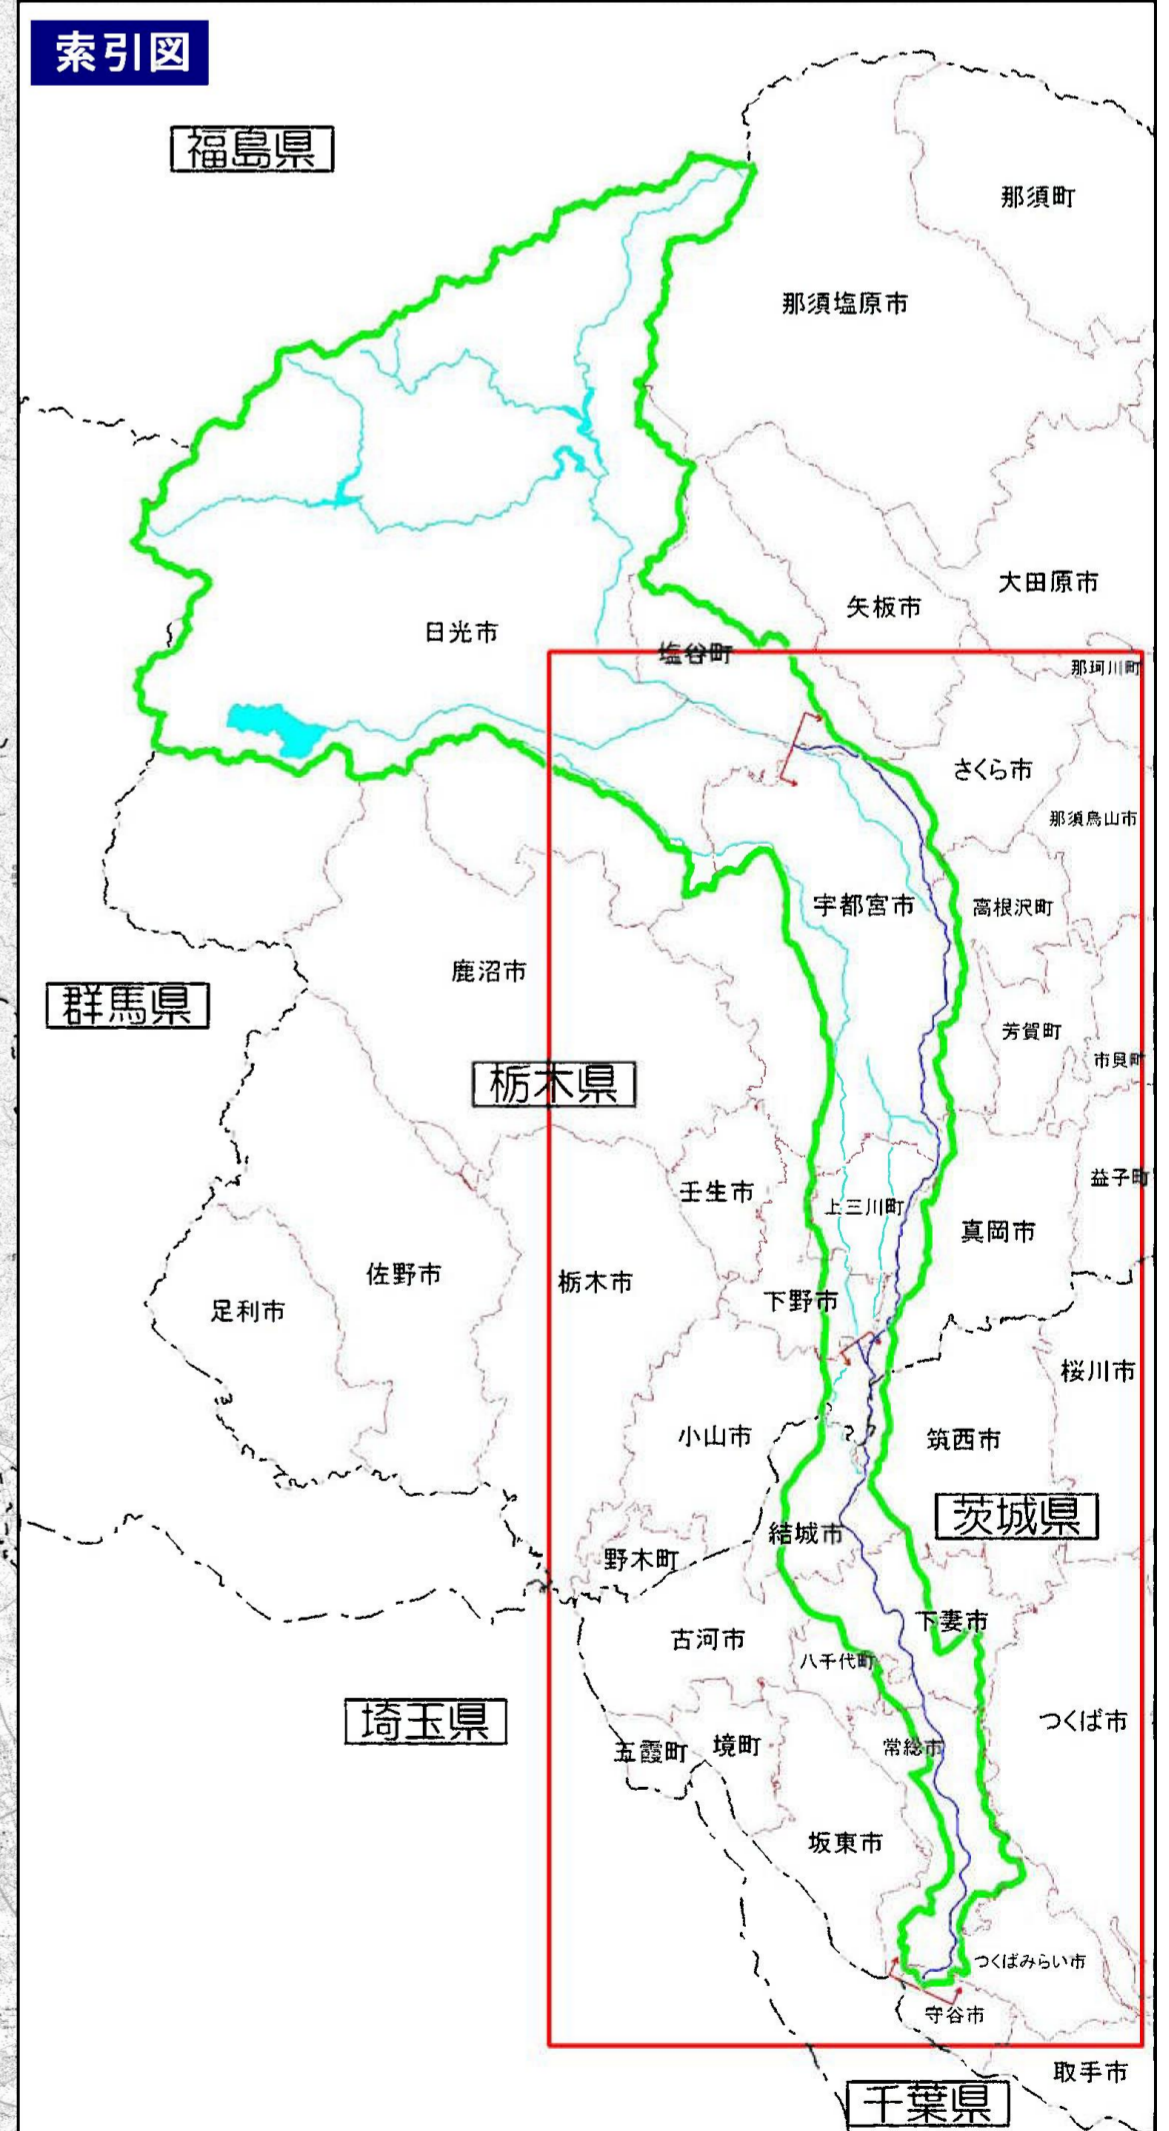 索引図
福島県
那須町
那須塩原市
大田原市
矢板市
日光市
塩谷町
那珂川町
さくら市
那須烏山市
宇都宮市
高根沢町
鹿沼市
群馬県
芳賀町
市貝町
栃木県
益子町
壬生市
上三川町
真岡市
佐野市
栃木市
下野市
足利市
桜川市
小山市
筑西市
茨城県
結城市
野木町
下妻市
古河市
八千代町
埼玉県
つくば市
五霞町
境町
常総市
坂東市
つくばみらい市
守谷市
取手市
千葉県